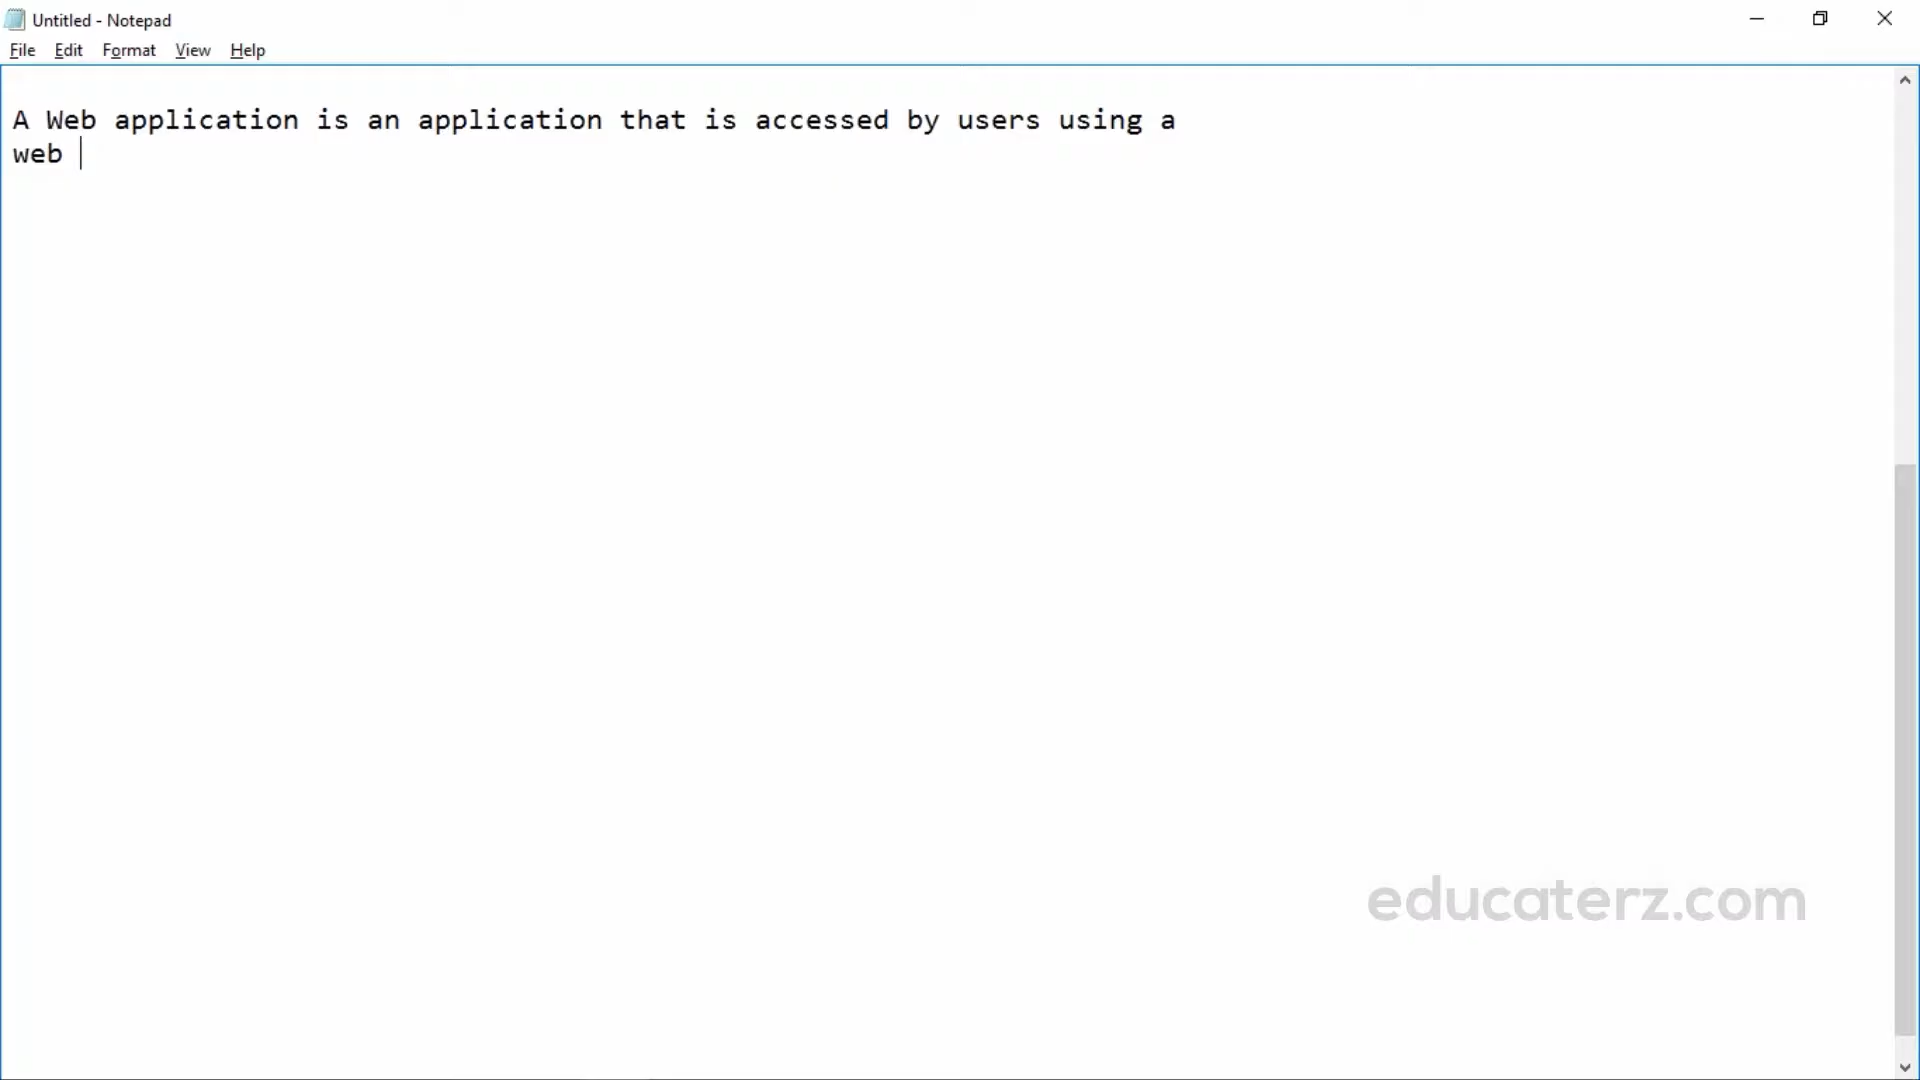 Untitled - Notepad
File Edit Format View Help
A Web application is an application that is accessed by users using a
web
educaterz.com